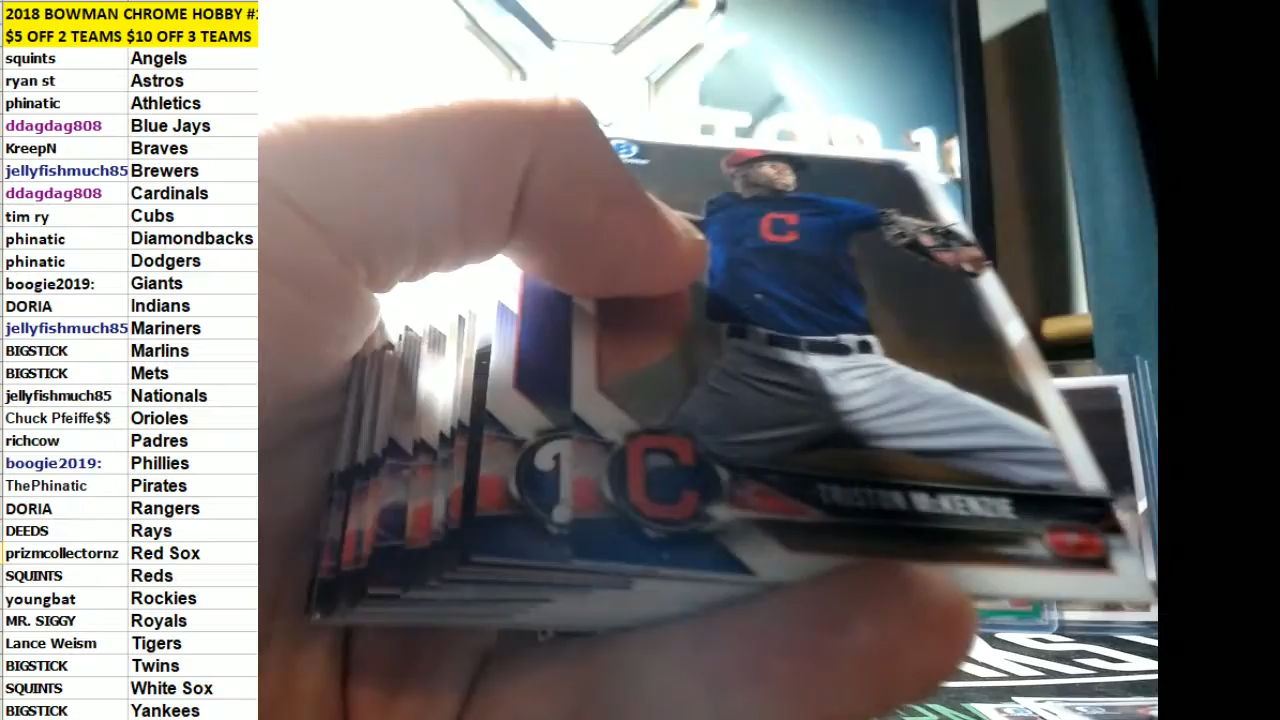 2018 BOWMAN CHROME HOBBY #
$5 OFF 2 TEAMS $10 OFF 3 TEAMS
squints Angels
ryan st Astros
phinatic Athletics
ddagdag808 Blue Jays
KreepN Braves
jellyfishmuch85 Brewers
ddagdag808 Cardinals
tim ry Cubs
phinatic Diamondbacks
phinatic Dodgers
boogie2019: Giants
DORIA Indians
jellyfishmuch85 Mariners
BIGSTICK Marlins
BIGSTICK Mets
jellyfishmuch85 Nationals
Chuck Pfeiffe$$ Orioles
richcow Padres
boogie2019: Phillies
ThePhinatic Pirates
DORIA Rangers
DEEDS Rays
prizmcollectornz Red Sox
SQUINTS Reds
youngbat Rockies
MR. SIGGY Royals
Lance Weism Tigers
BIGSTICK Twins
SQUINTS White Sox
BIGSTICK Yankees
C
C
TRISTON McKENZIE